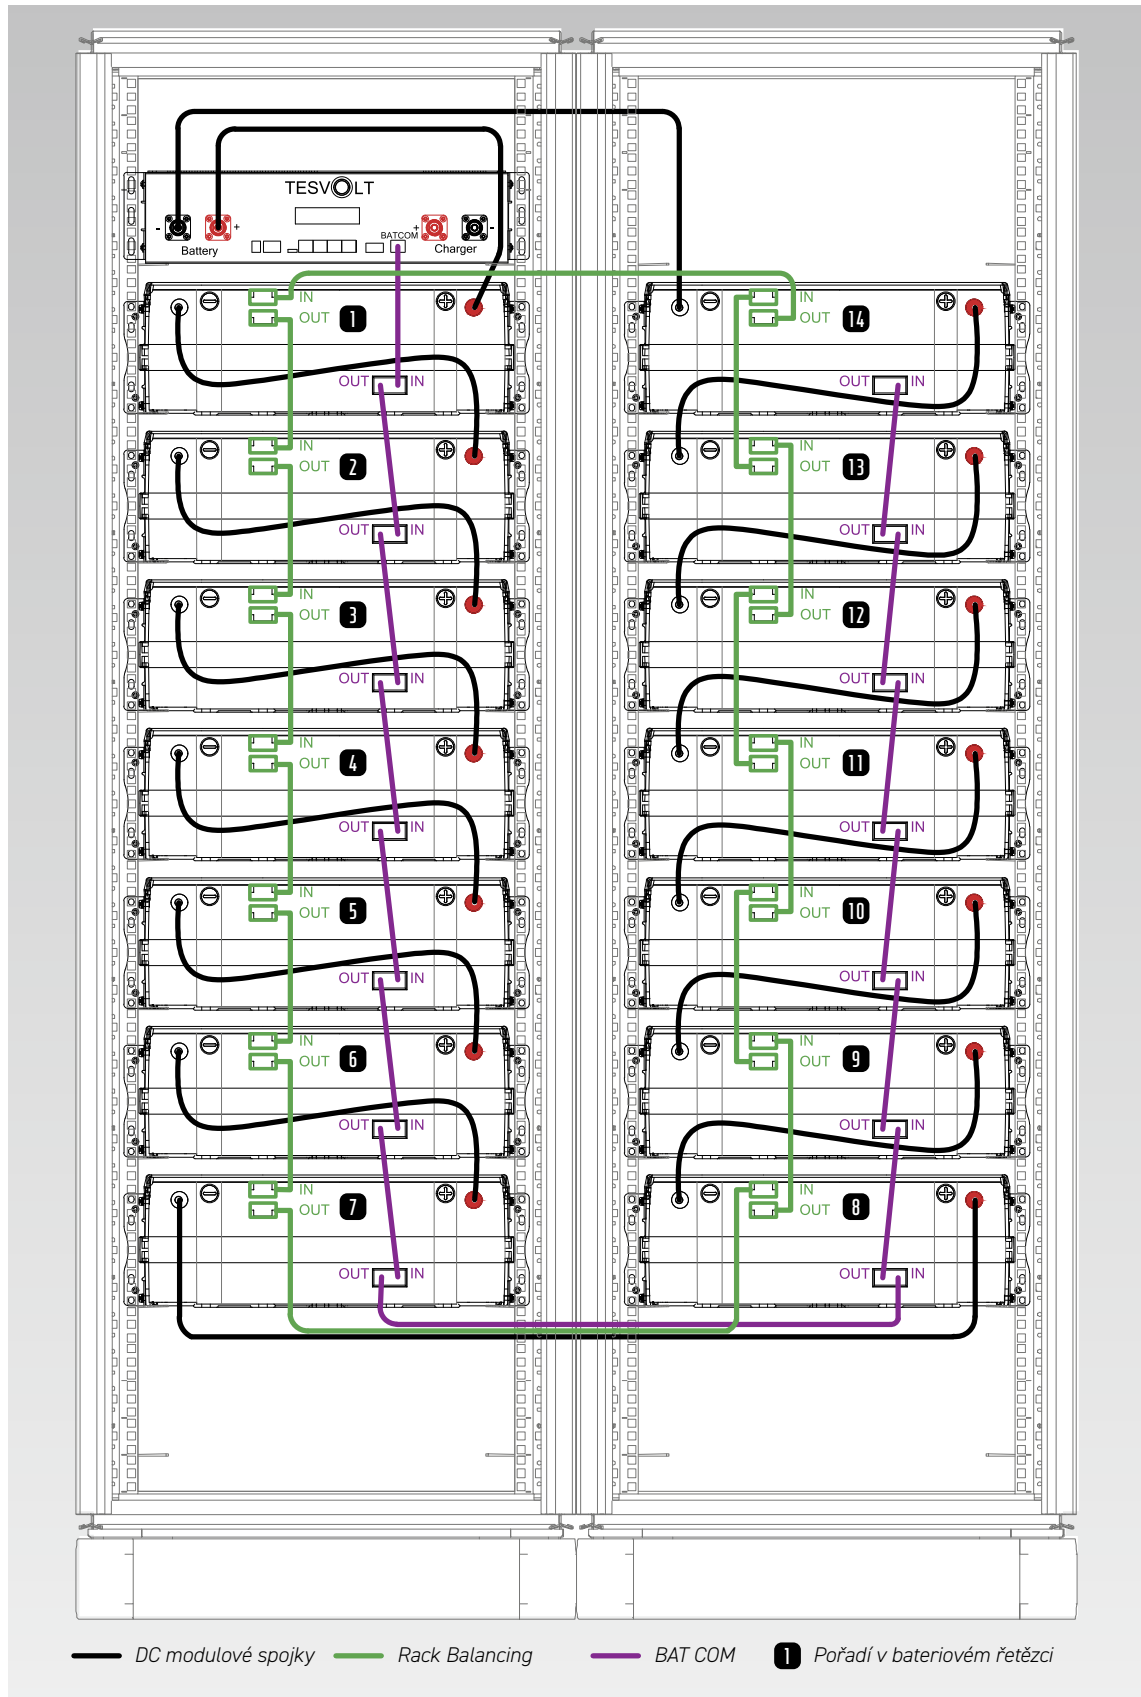 TESVOLT
- + + -
BATCOM
Battery Charger
IN IN
OUT 1 OUT 14
OUT IN OUT IN
IN IN
OUT 2 OUT 13
OUT IN OUT IN
IN IN
OUT 3 OUT 12
OUT IN OUT IN
IN IN
OUT 4 OUT 11
OUT IN OUT IN
IN IN
OUT 5 OUT 10
OUT IN OUT IN
IN IN
OUT 6 OUT 9
OUT IN OUT IN
IN IN
OUT 7 OUT 8
OUT IN OUT IN
DC modulové spojky Rack Balancing BAT COM 1 Pořadí v bateriovém řetězci